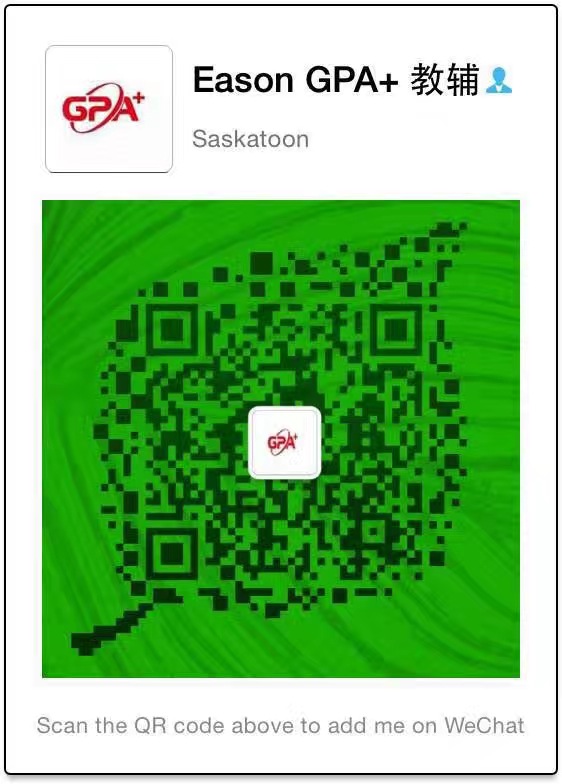 GPA+
Eason GPA+ 教辅
Saskatoon
GPA+
Scan the QR code above to add me on WeChat